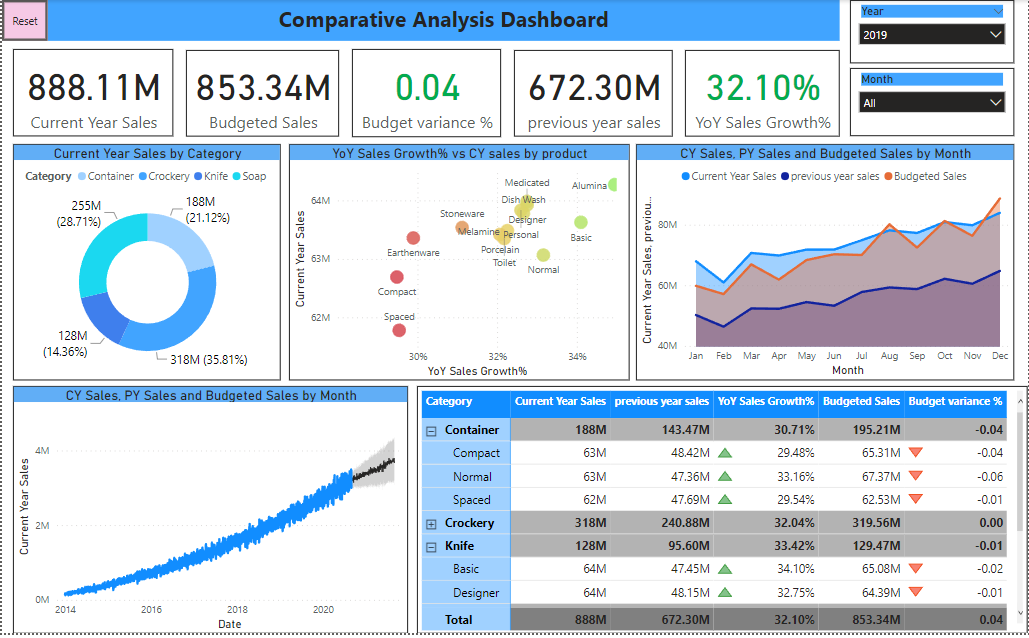 Reset
Comparative Analysis Dashboard
Year
2019
Month
All
888.11M
Current Year Sales
853.34M
Budgeted Sales
0.04
Budget variance %
672.30M
previous year sales
32.10%
YoY Sales Growth%
Current Year Sales by Category
Category Container Crockery Knife Soap
255M
(28.71%)
188M
(21.12%)
128M
(14.36%)
318M (35.81%)
YoY Sales Growth% vs CY sales by product
Current Year Sales
64M
63M
62M
Medicated
Alumina
Dish Wash
Stoneware
Designer
Basic
Melamine
Personal
Earthenware
Porcelain
Toilet
Normal
Compact
Spaced
30% 32% 34%
YoY Sales Growth%
CY Sales, PY Sales and Budgeted Sales by Month
Current Year Sales previous year sales Budgeted Sales
Current Year Sales previou...
80M
60M
40M
Jan Feb Mar Apr May Jun Jul Aug Sep Oct Nov Dec
Month
CY Sales, PY Sales and Budgeted Sales by Month
Current Year Sales
4M
2M
0M
2014 2016 2018 2020
Date
Category Current Year Sales previous year sales YoY Sales Growth% Budgeted Sales Budget variance %
Container 188M 143.47M 30.71% 195.21M -0.04
Compact 63M 48.42M 29.48% 65.31M -0.04
Normal 63M 47.36M 33.16% 67.37M -0.06
Spaced 62M 47.69M 29.54% 62.53M -0.01
Crockery 318M 240.88M 32.04% 319.56M 0.00
Knife 128M 95.60M 33.42% 129.47M -0.01
Basic 64M 47.45M 34.10% 65.08M -0.02
Designer 64M 48.15M 32.75% 64.39M -0.01
Total 888M 672.30M 32.10% 853.34M 0.04